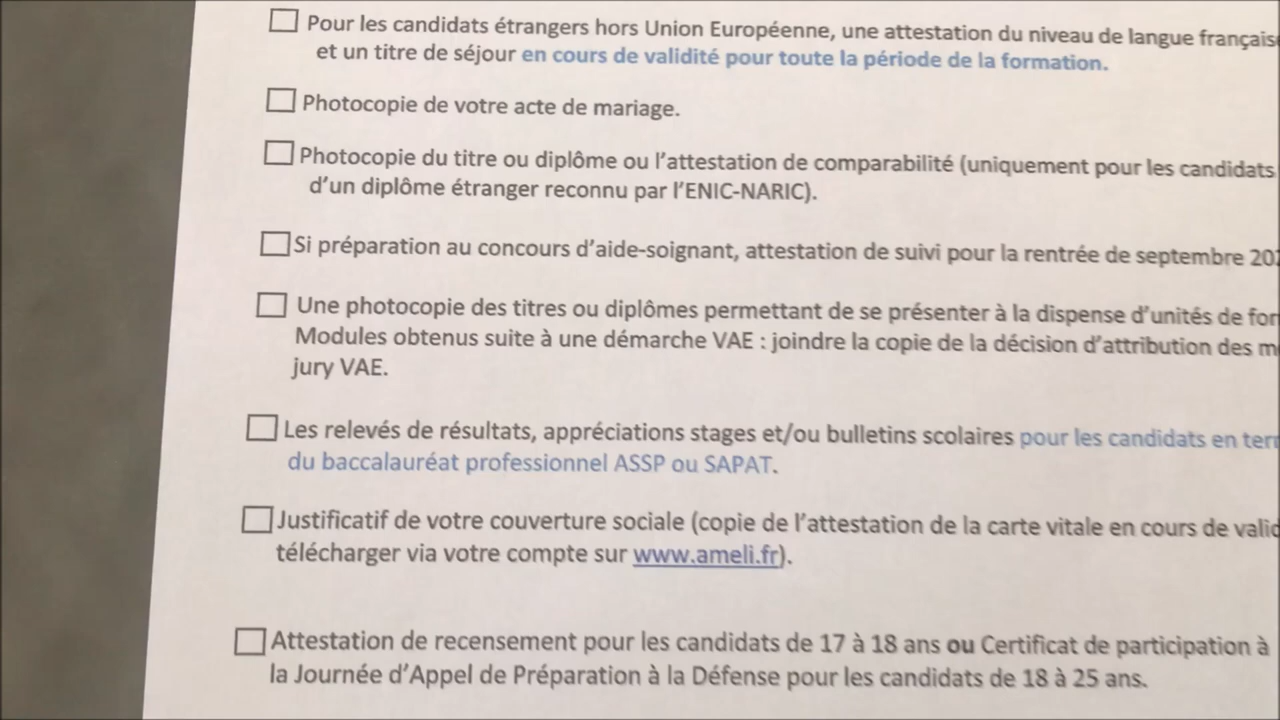 Pour les candidats étrangers hors Union Européenne, une attestation du niveau de langue française
et un titre de séjour en cours de validité pour toute la période de la formation.
Photocopie de votre acte de mariage.
Photocopie du titre ou diplôme ou l'attestation de comparabilité (uniquement pour les candidats
d'un diplôme étranger reconnu par l'ENIC-NARIC).
Si préparation au concours d'aide-soignant, attestation de suivi pour la rentrée de septembre
Une photocopie des titres ou diplômes permettant de se présenter à la dispense d'unités de
Modules obtenus suite à une démarche VAE : joindre la copie de la décision d'attribution des
jury VAE.
Les relevés de résultats, appréciations stages et/ou bulletins scolaires pour les candidats en
du baccalauréat professionnel ASSP ou SAPAT.
Justificatif de votre couverture sociale (copie de l'attestation de la carte vitale en cours de
télécharger via votre compte sur www.ameli.fr).
Attestation de recensement pour les candidats de 17 à 18 ans ou Certificat de participation à
la Journée d'Appel de Préparation à la Défense pour les candidats de 18 à 25 ans.